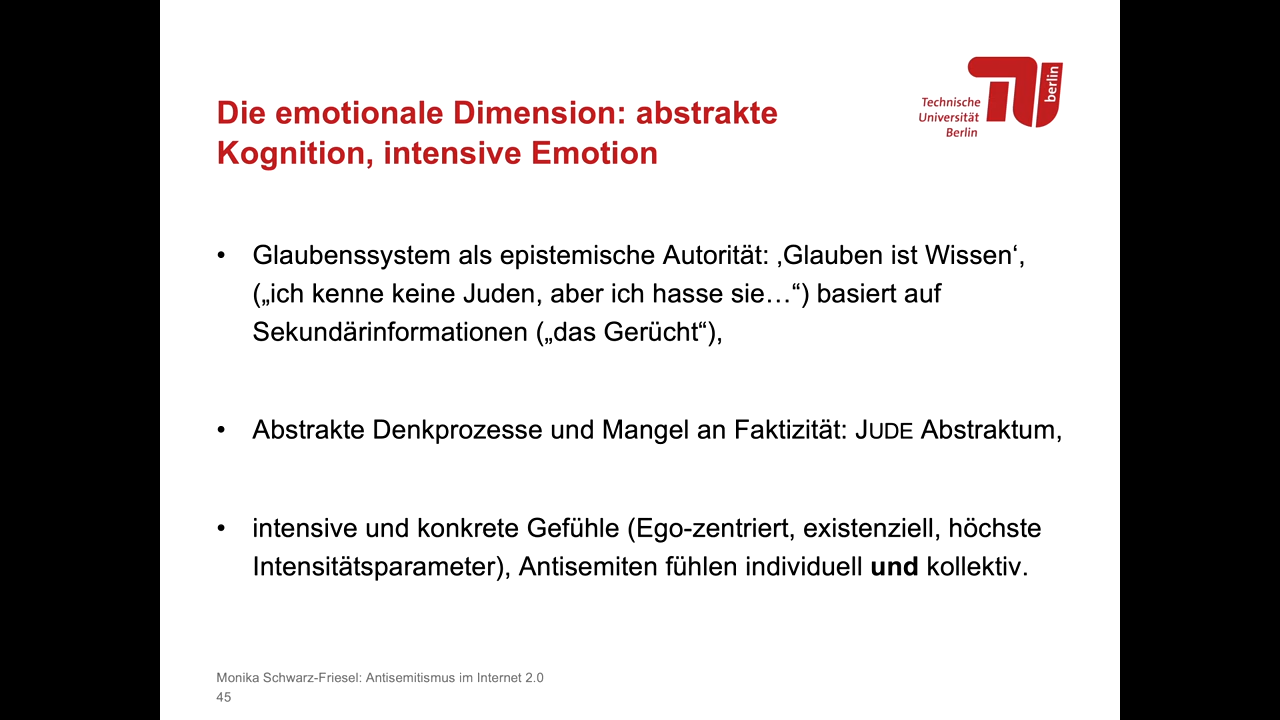 Die emotionale Dimension: abstrakte
Kognition, intensive Emotion
Technische
Universität
Berlin
berlin
• Glaubenssystem als epistemische Autorität: ‚Glauben ist Wissen‘,
(„ich kenne keine Juden, aber ich hasse sie…“) basiert auf
Sekundärinformationen („das Gerücht“),
• Abstrakte Denkprozesse und Mangel an Faktizität: JUDE Abstraktum,
• intensive und konkrete Gefühle (Ego-zentriert, existenziell, höchste
Intensitätsparameter), Antisemiten fühlen individuell und kollektiv.
Monika Schwarz-Friesel: Antisemitismus im Internet 2.0
45